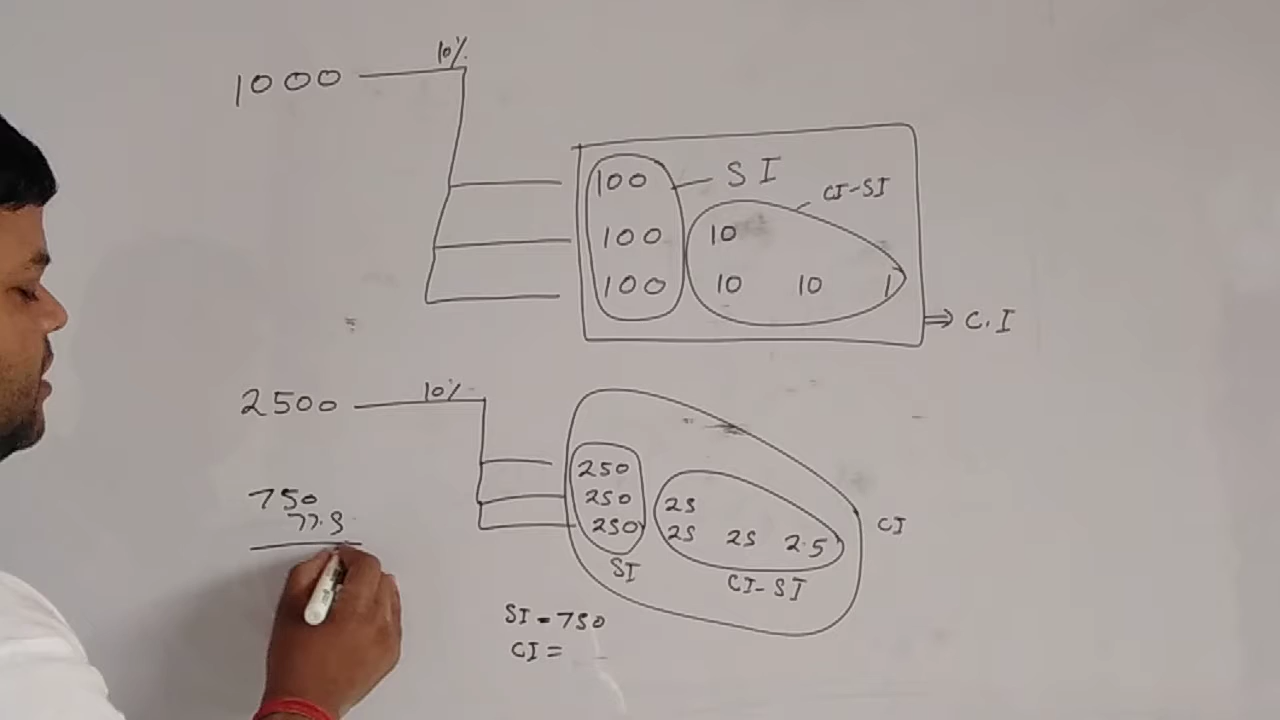 10%
1000
100 SI
CI-SI
100 10
100 10 10 1
⇒ C.I
2500 10%
250
250 25
250 25 25 2.5
CI
SI
CI-SI
750
77.5
SI = 750
CI =